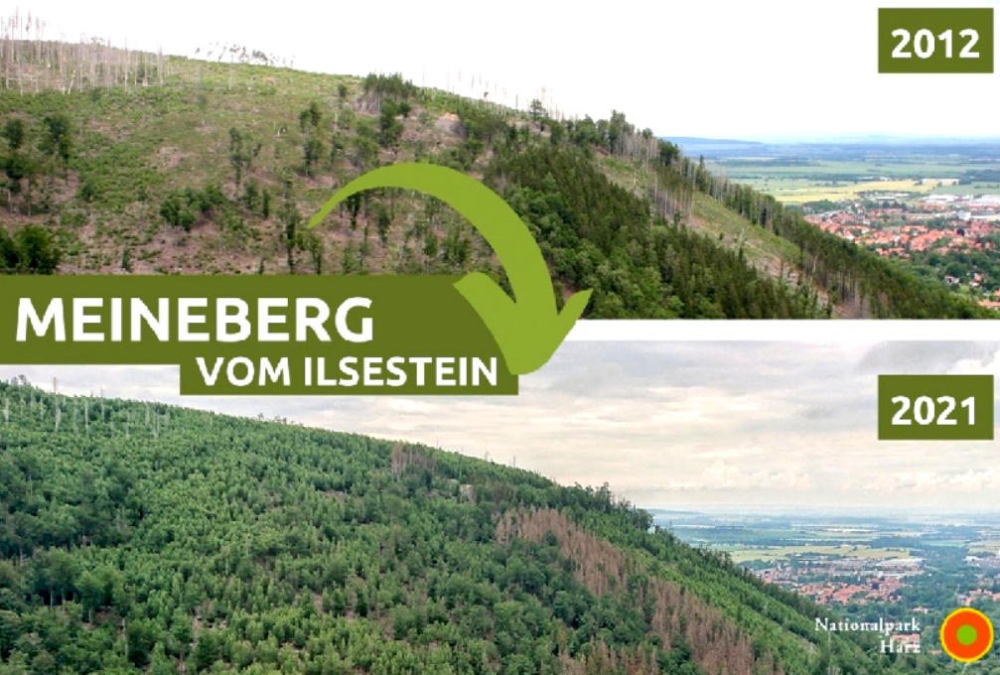 2012
MEINEBERG
VOM ILSESTEIN
2021
Nationalpark
Harz